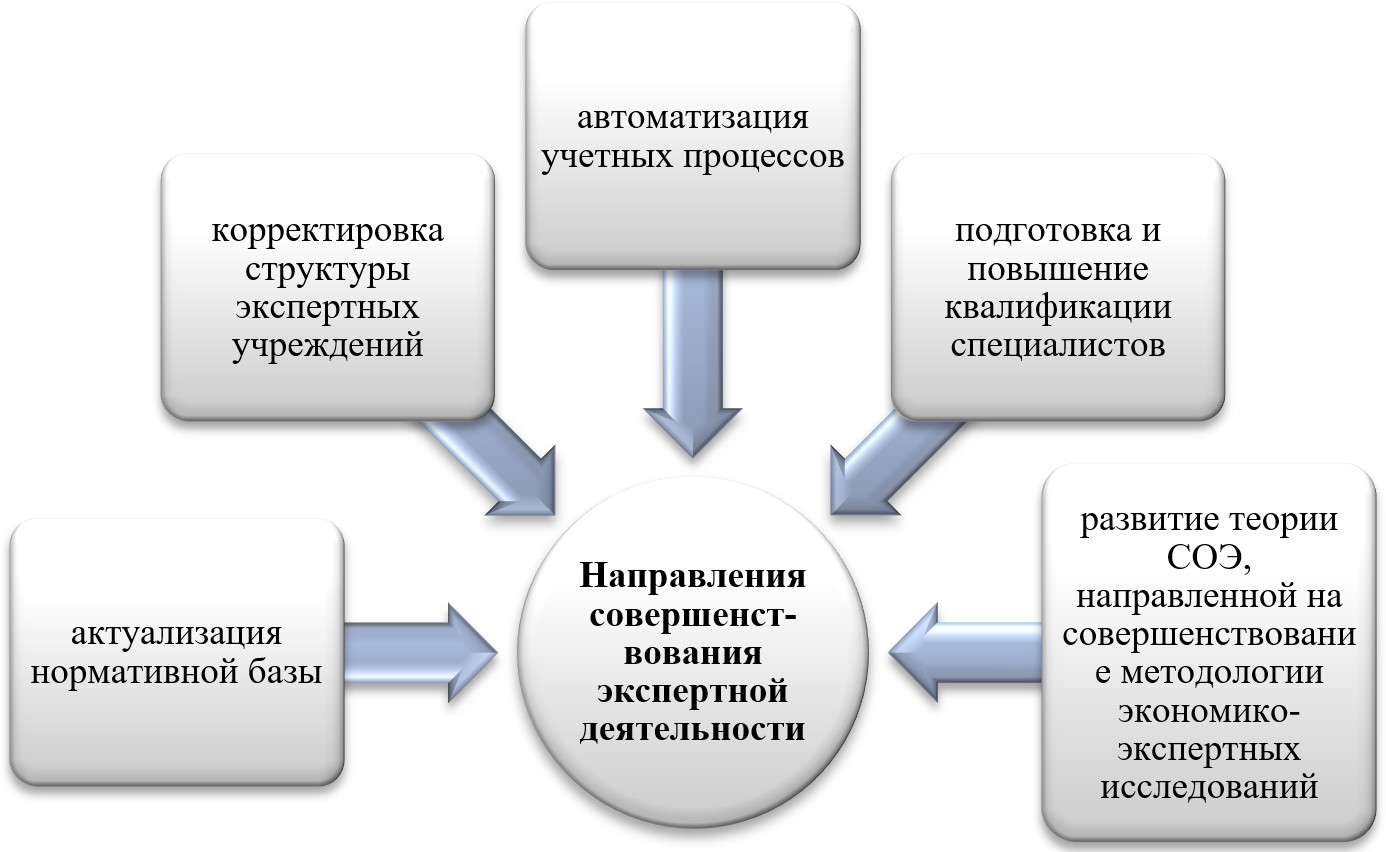 автоматизация
учетных процессов
корректировка
структуры
экспертных
учреждений
подготовка и
повышение
квалификации
специалистов
актуализация
нормативной базы
Направления
совершенст-
вования
экспертной
деятельности
развитие теории
СОЭ,
направленной на
совершенствовани
е методологии
экономико-
экспертных
исследований